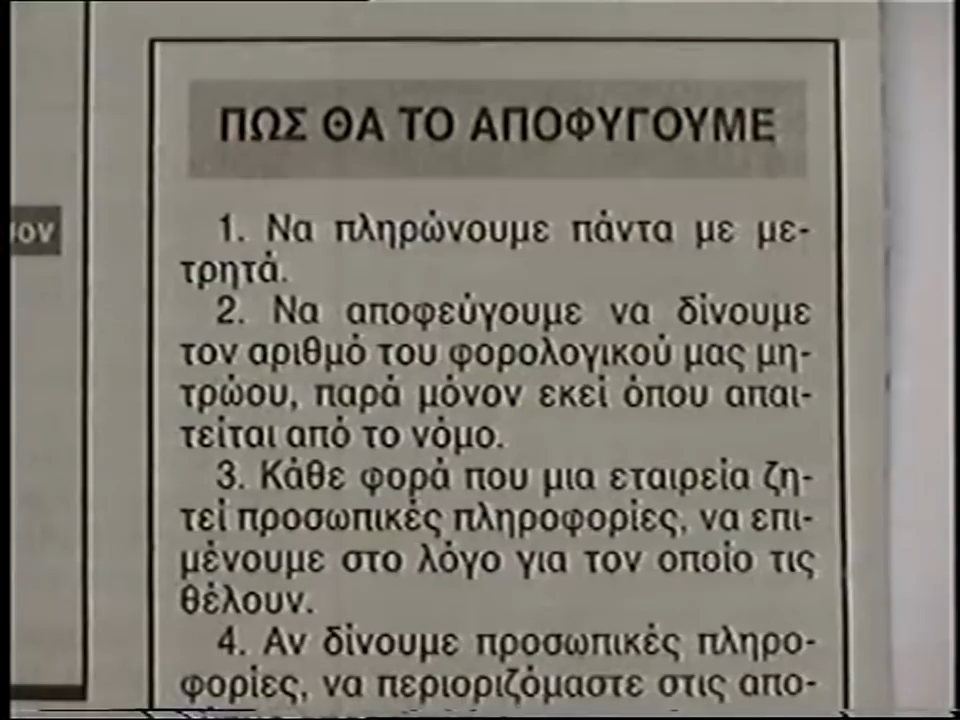 ΠΩΣ ΘΑ ΤΟ ΑΠΟΦΥΓΟΥΜΕ
1. Να πληρώνουμε πάντα με με-
τρητά.
2. Να αποφεύγουμε να δίνουμε
τον αριθμό του φορολογικού μας μη-
τρώου, παρά μόνον εκεί όπου απαι-
τείται από το νόμο.
3. Κάθε φορά που μια εταιρεία ζη-
τεί προσωπικές πληροφορίες, να επι-
μένουμε στο λόγο για τον οποίο τις
θέλουν.
4. Αν δίνουμε προσωπικές πληρο-
φορίες, να περιοριζόμαστε στις απο-